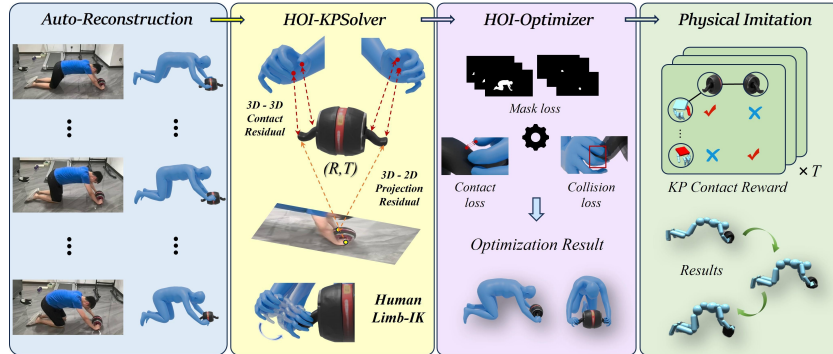 Auto-Reconstruction
HOI-KPSolver
HOI-Optimizer
Physical Imitation
3D - 3D
Contact
Residual
(R,T)
3D - 2D
Projection
Residual
Human
Limb-IK
Mask loss
Contact
loss
Collision
loss
Optimization Result
× T
KP Contact Reward
Results